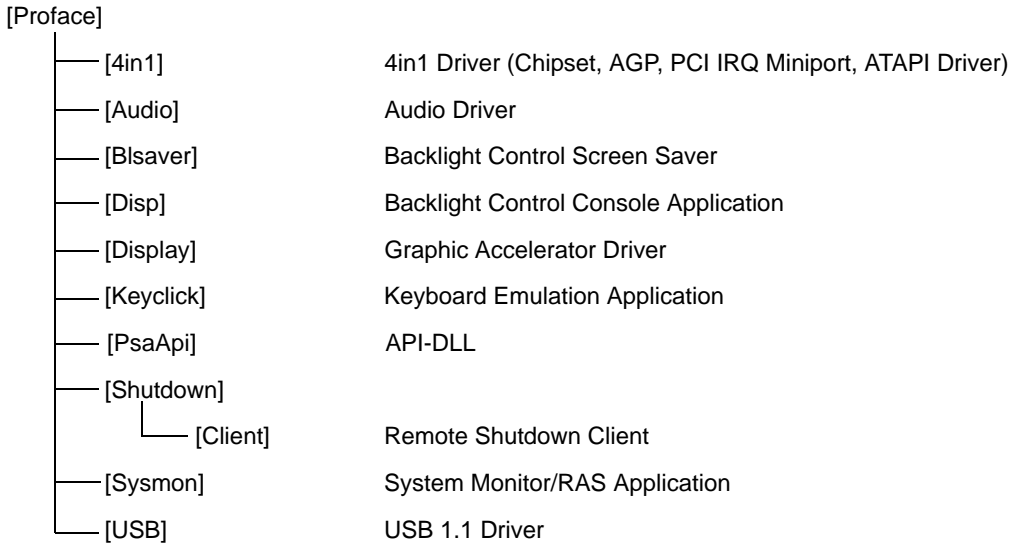 [Proface]
[4in1] 4in1 Driver (Chipset, AGP, PCI IRQ Miniport, ATAPI Driver)
[Audio] Audio Driver
[Blsaver] Backlight Control Screen Saver
[Disp] Backlight Control Console Application
[Display] Graphic Accelerator Driver
[Keyclick] Keyboard Emulation Application
[PsaApi] API-DLL
[Shutdown]
[Client] Remote Shutdown Client
[Sysmon] System Monitor/RAS Application
[USB] USB 1.1 Driver